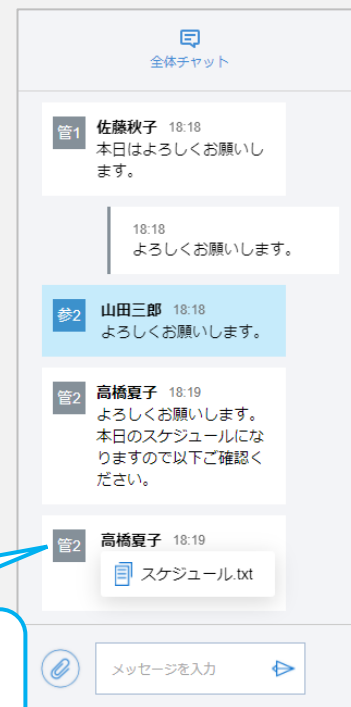 全体チャット
管1 佐藤秋子 18:18
本日はよろしくお願いし
ます。
18:18
よろしくお願いします。
参2 山田三郎 18:18
よろしくお願いします。
管2 高橋夏子 18:19
よろしくお願いします。
本日のスケジュールにな
りますので以下ご確認く
ださい。
管2 高橋夏子 18:19
スケジュール.txt
メッセージを入力